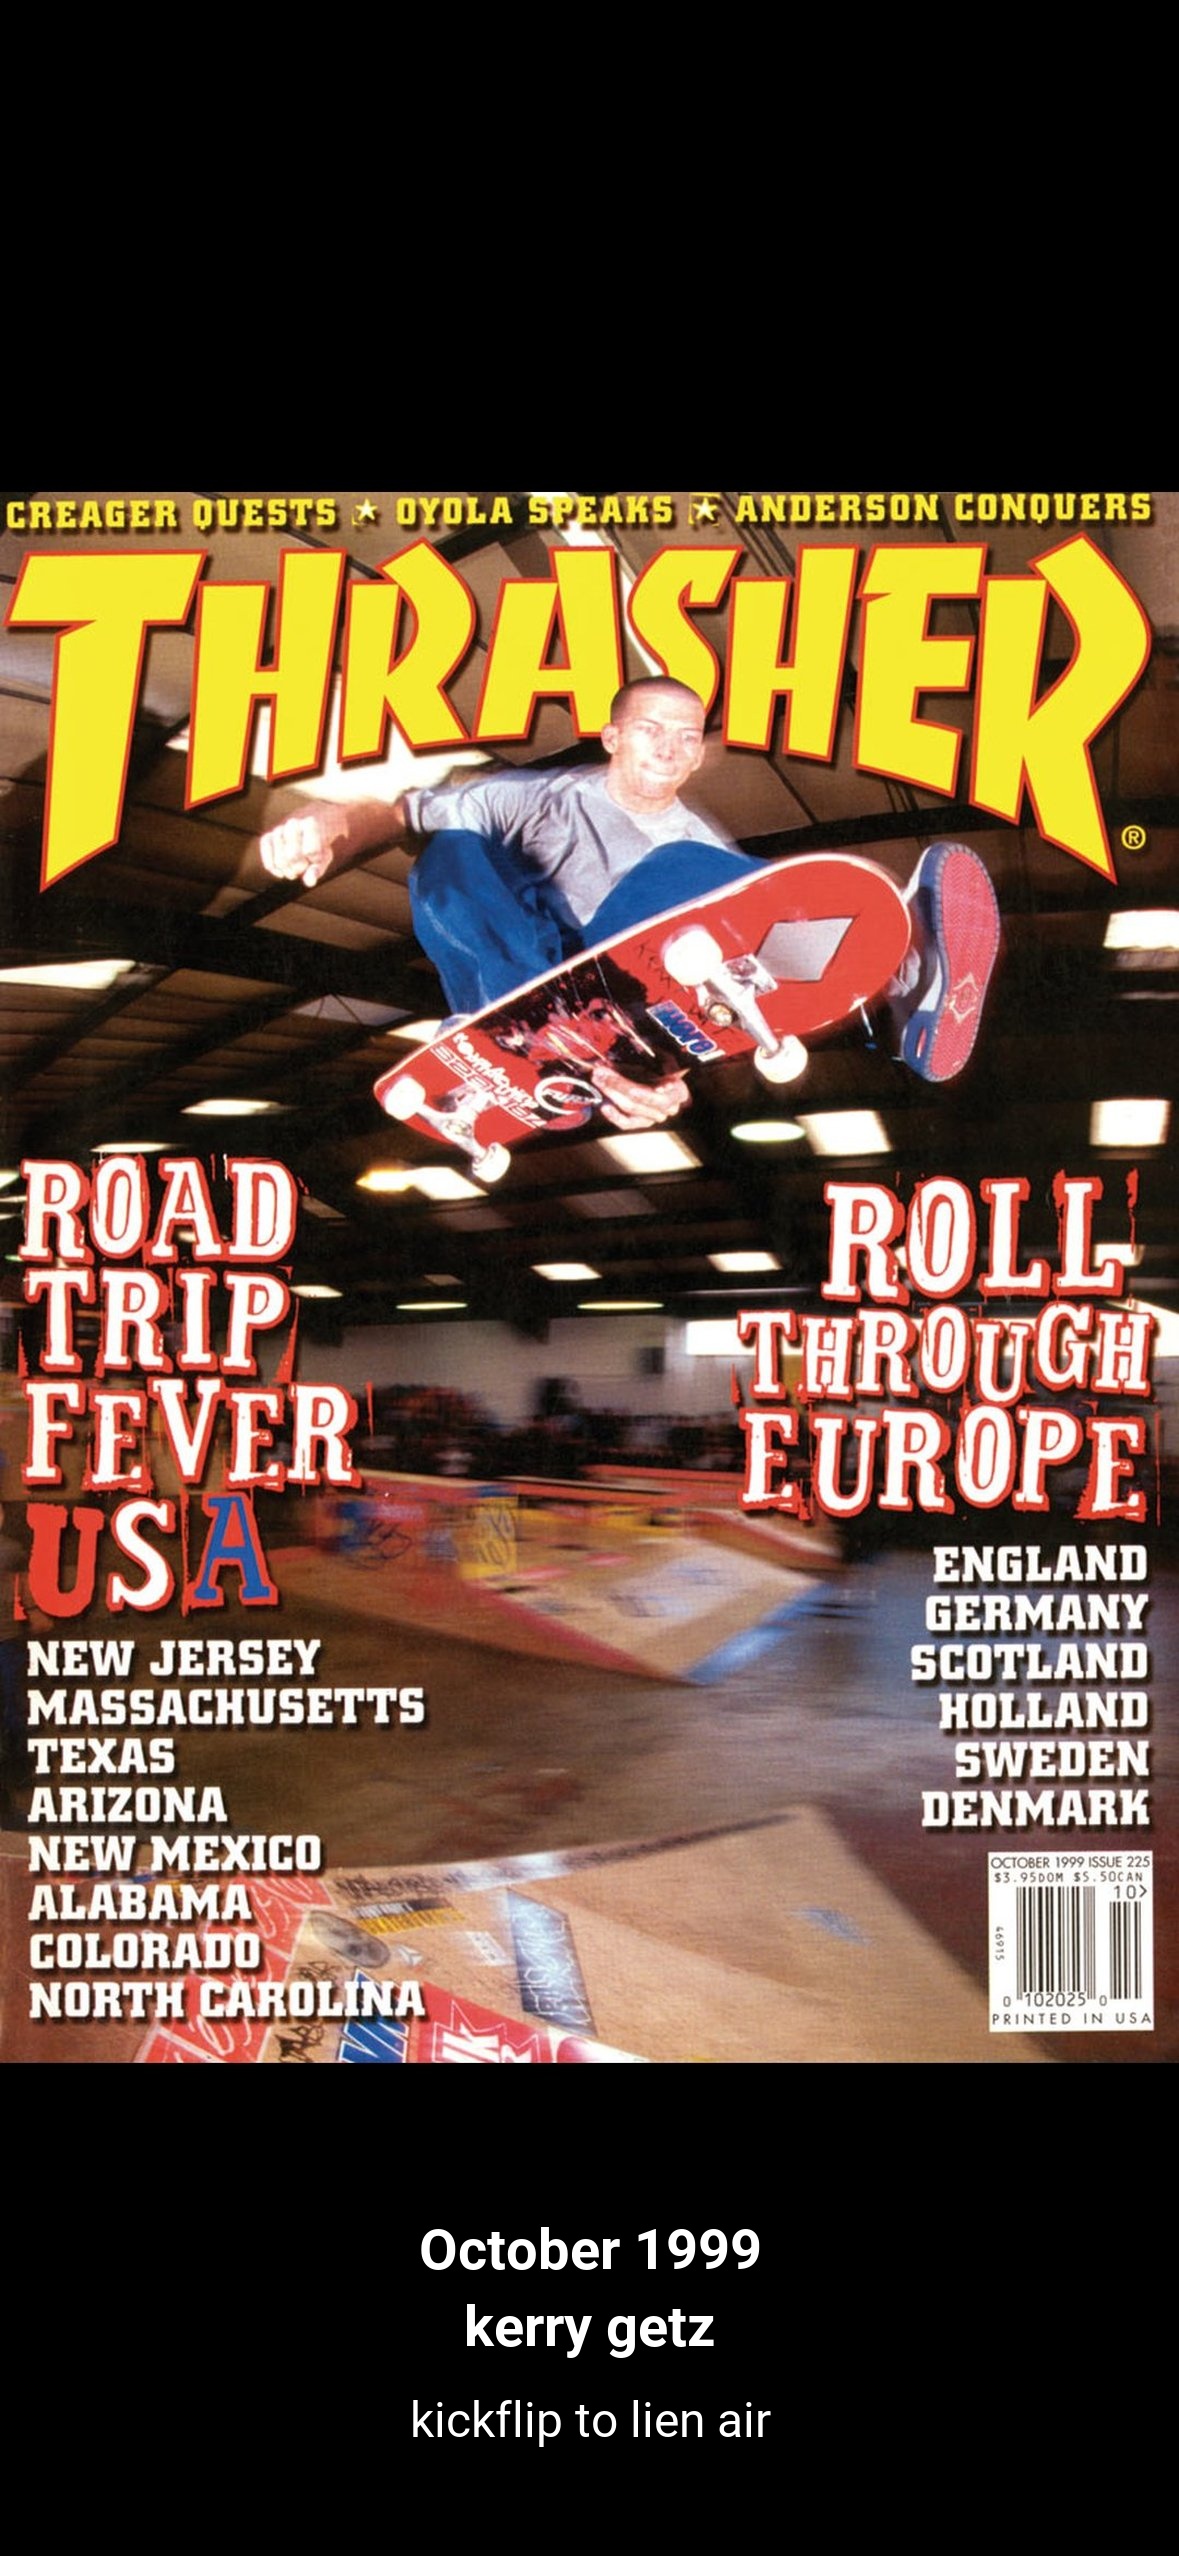 CREAGER QUESTS ★ OYOLA SPEAKS ★ ANDERSON CONQUERS
THRASHER®
ROAD
TRIP
FEVER
USA
NEW JERSEY
MASSACHUSETTS
TEXAS
ARIZONA
NEW MEXICO
ALABAMA
COLORADO
NORTH CAROLINA
ROLL
THROUGH
EUROPE
ENGLAND
GERMANY
SCOTLAND
HOLLAND
SWEDEN
DENMARK
OCTOBER 1999 ISSUE 225
$3.95DOM $5.50CAN
10>
46915
0 102025 0
PRINTED IN USA
October 1999
kerry getz
kickflip to lien air